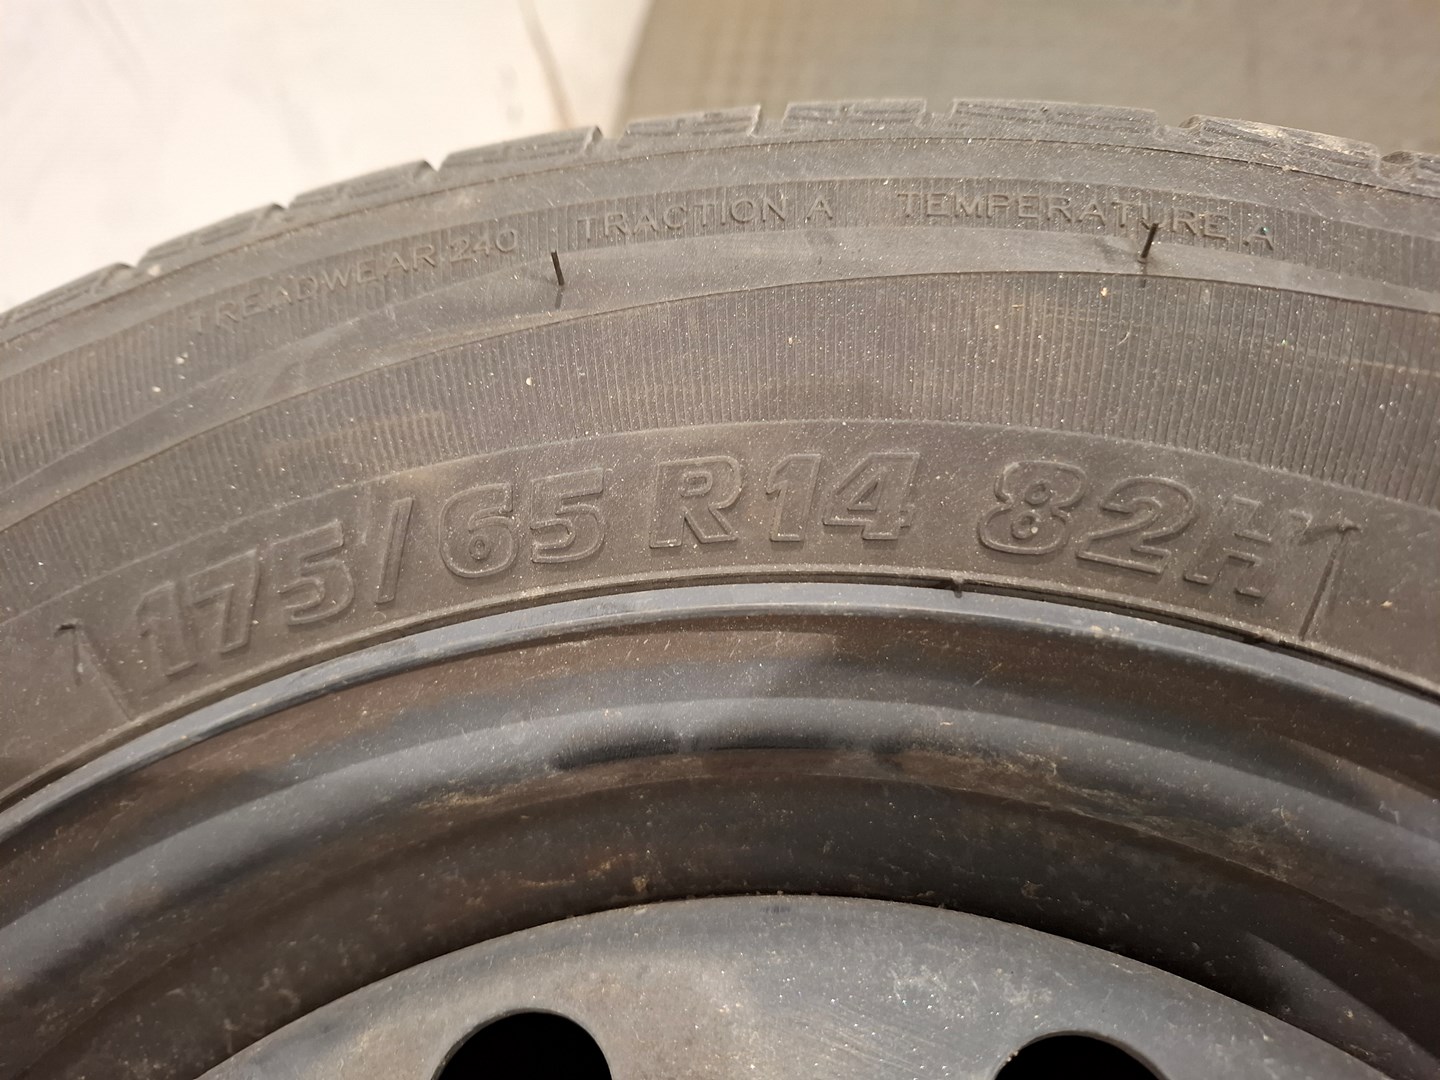 TREADWEAR 240 TRACTION A TEMPERATURE A
175/65 R14 82H